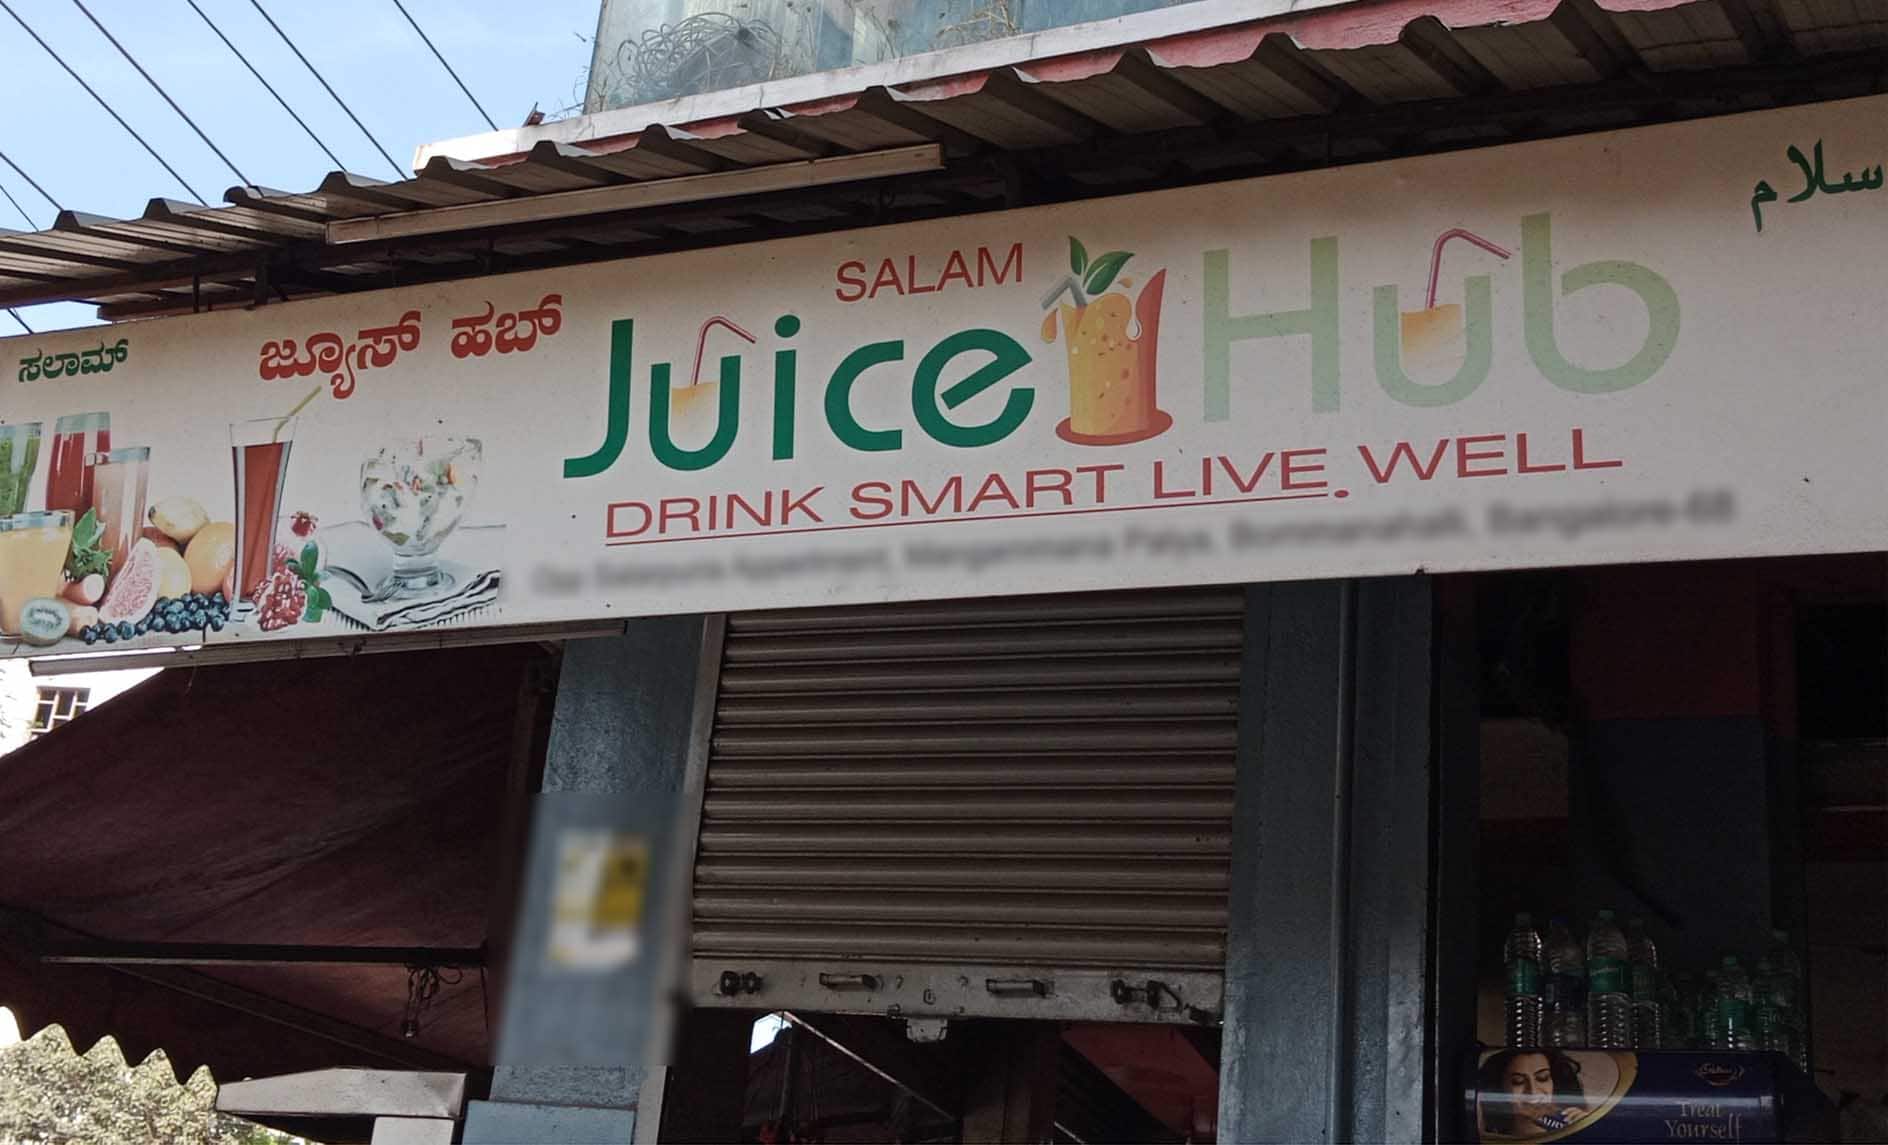 ಸಲಾಮ್
ಜ್ಯೂಸ್ ಹಬ್
SALAM
Juice Hub
DRINK SMART LIVE.WELL
سلام
Treat
Yourself